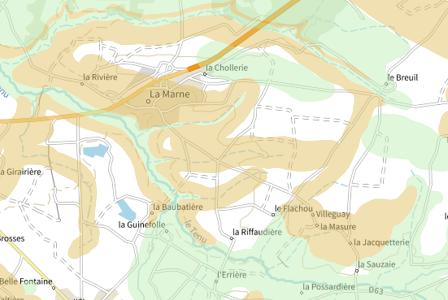 la Chollerie
la Rivière
le Breuil
La Marne
la Girairière
la Baubatière
le Flachou
Villeguay
la Guinefolle
le Tenu
la Masure
la Riffaudière
la Jacquetterie
la Sauzaie
l'Errière
Belle Fontaine
la Possardière
D63